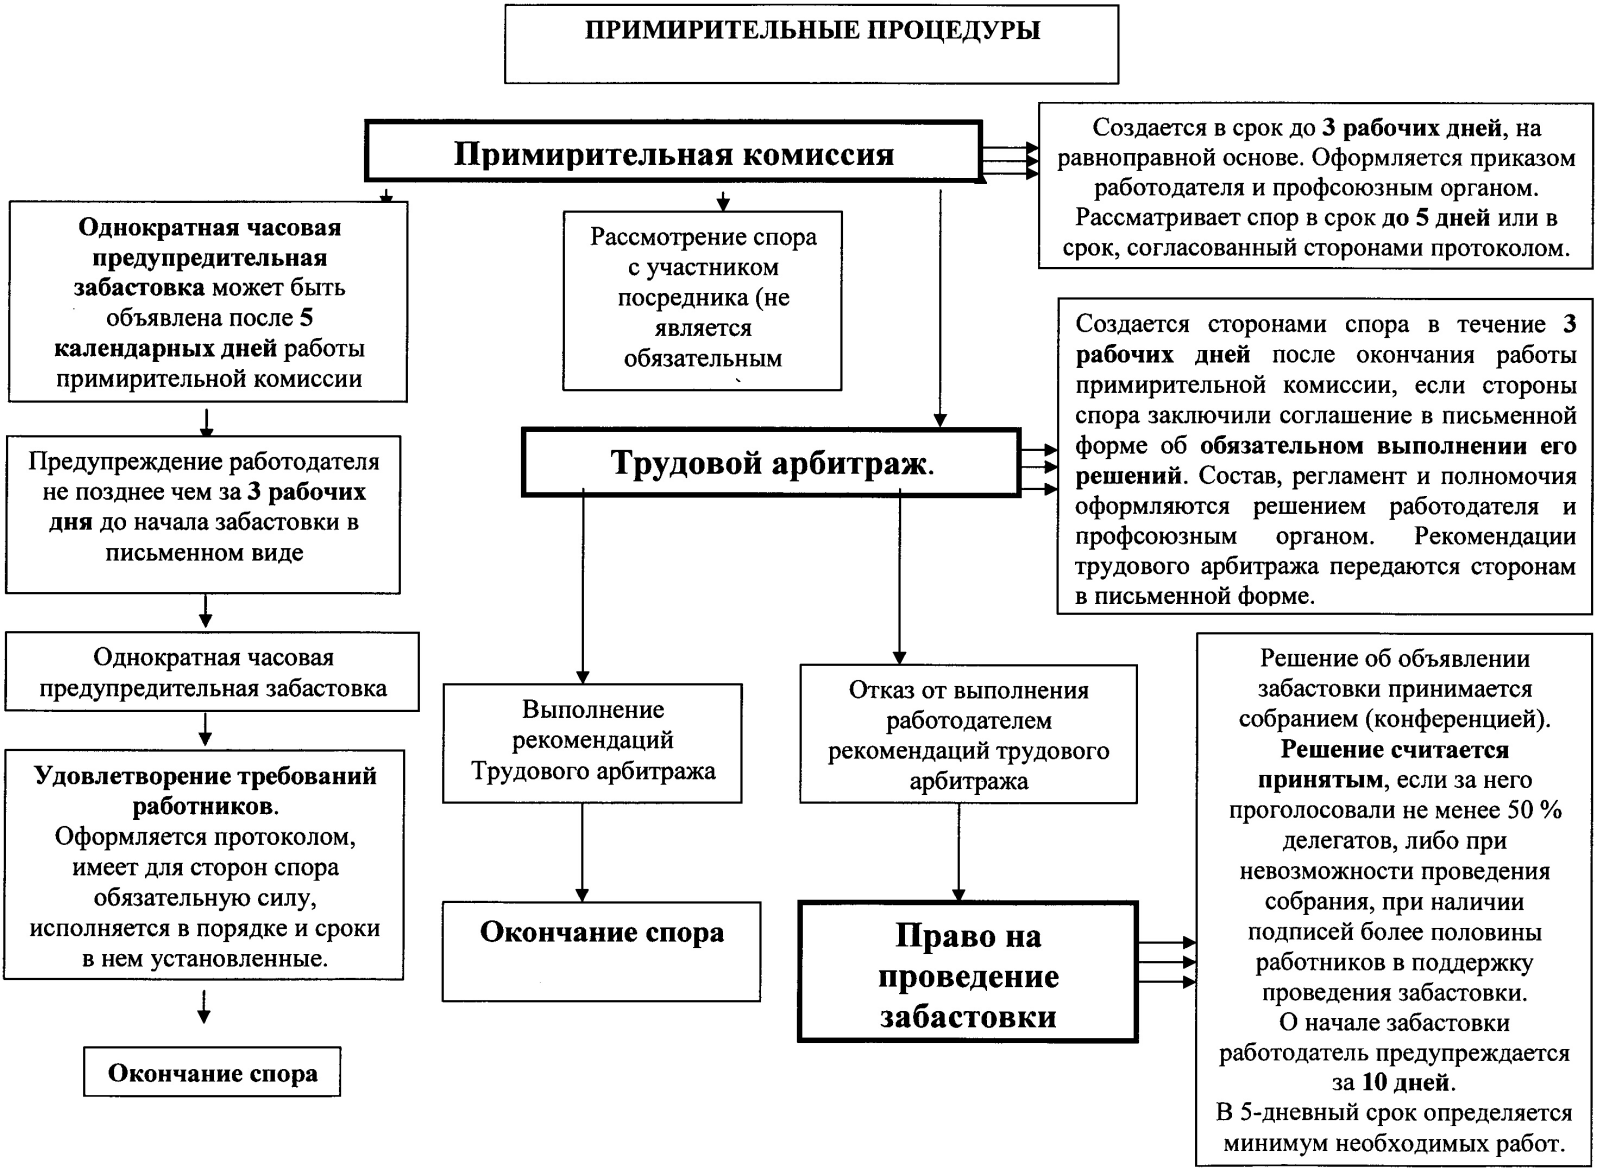 ПРИМИРИТЕЛЬНЫЕ ПРОЦЕДУРЫ
Примирительная комиссия
Создается в срок до 3 рабочих дней, на
равноправной основе. Оформляется приказом
работодателя и профсоюзным органом.
Рассматривает спор в срок до 5 дней или в
срок, согласованный сторонами протоколом.
Однократная часовая
предупредительная
забастовка может быть
объявлена после 5
календарных дней работы
примирительной комиссии
Рассмотрение спора
с участником
посредника (не
является
обязательным
Создается сторонами спора в течение 3
рабочих дней после окончания работы
примирительной комиссии, если стороны
спора заключили соглашение в письменной
форме об обязательном выполнении его
решений. Состав, регламент и полномочия
оформляются решением работодателя и
профсоюзным органом. Рекомендации
трудового арбитража передаются сторонам
в письменной форме.
Трудовой арбитраж.
Предупреждение работодателя
не позднее чем за 3 рабочих
дня до начала забастовки в
письменном виде
Однократная часовая
предупредительная забастовка
Удовлетворение требований
работников.
Оформляется протоколом,
имеет для сторон спора
обязательную силу,
исполняется в порядке и сроки
в нем установленные.
Окончание спора
Выполнение
рекомендаций
Трудового арбитража
Окончание спора
Отказ от выполнения
работодателем
рекомендаций трудового
арбитража
Право на
проведение
забастовки
Решение об объявлении
забастовки принимается
собранием (конференцией).
Решение считается
принятым, если за него
проголосовали не менее 50 %
делегатов, либо при
невозможности проведения
собрания, при наличии
подписей более половины
работников в поддержку
проведения забастовки.
О начале забастовки
работодатель предупреждается
за 10 дней.
В 5-дневный срок определяется
минимум необходимых работ.